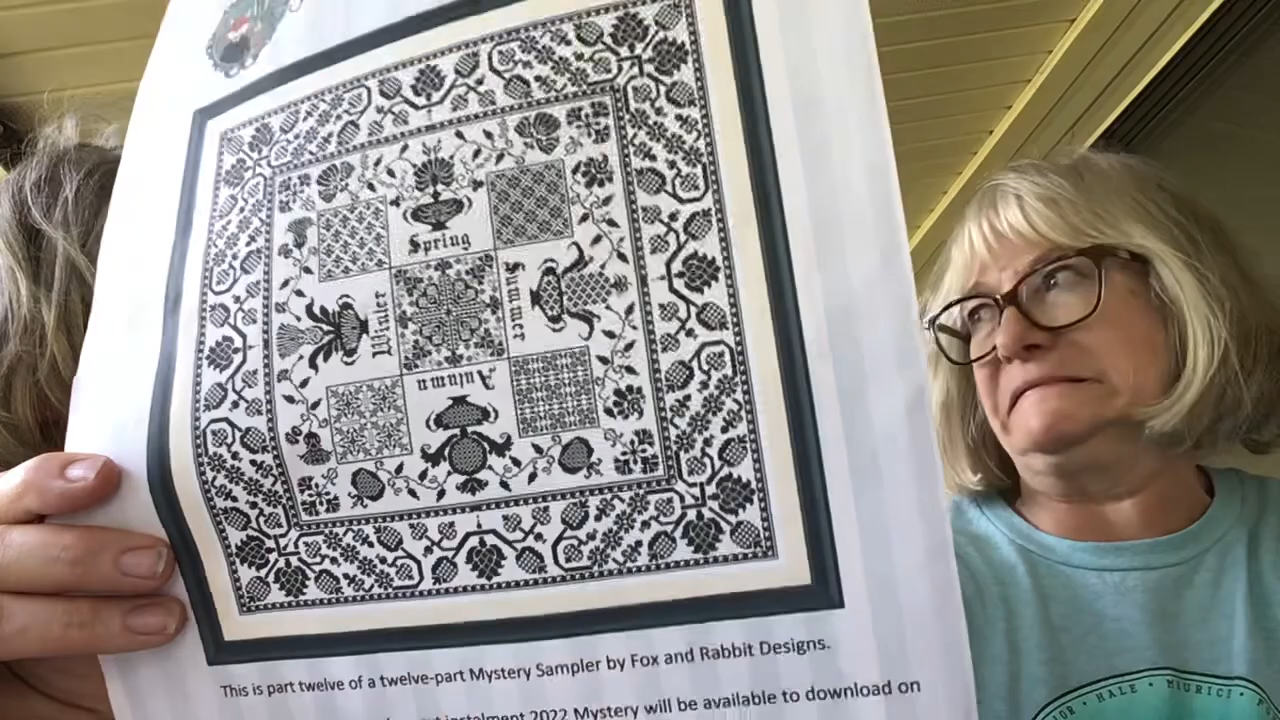 Spring
Summer
Winter
Autumn
This is part twelve of a twelve-part Mystery Sampler by Fox and Rabbit Designs.
instalment 2022 Mystery will be available to download on
HALE